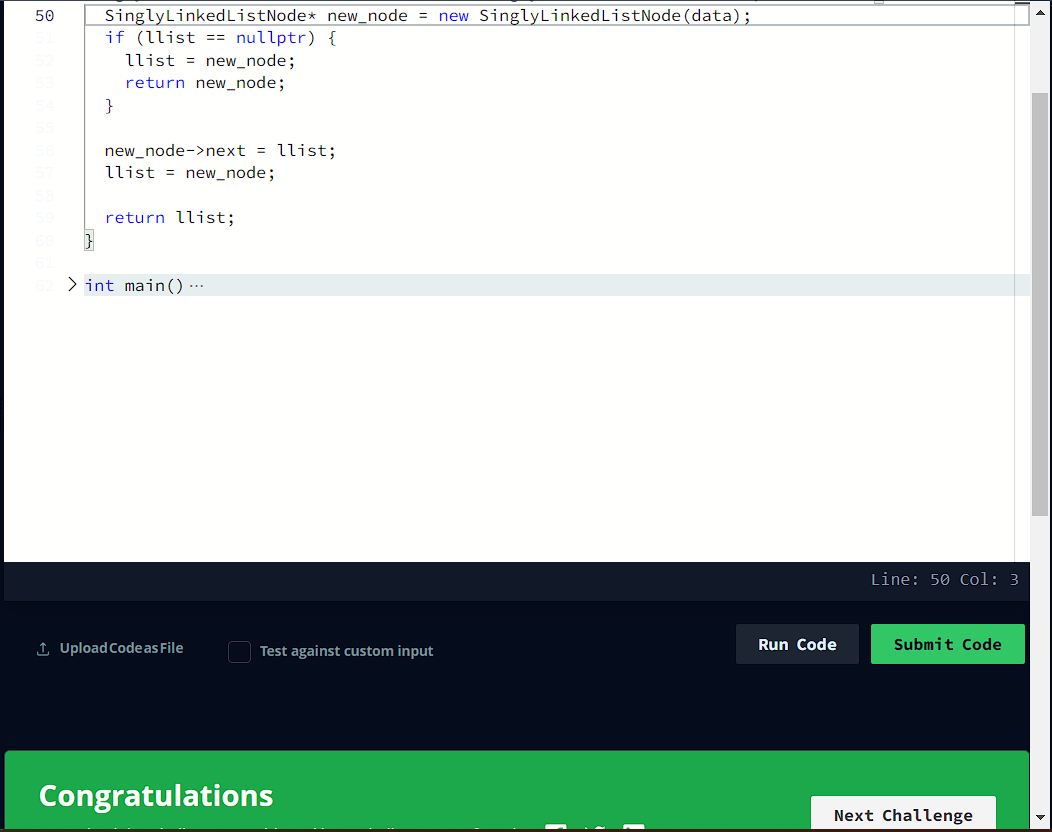 50 SinglyLinkedListNode* new_node = new SinglyLinkedListNode(data);
51 if (llist == nullptr) {
52 llist = new_node;
53 return new_node;
54 }
55
56 new_node->next = llist;
57 llist = new_node;
58
59 return llist;
60 }
61
62 int main() ···
Line: 50 Col: 3
Upload Code as File
Test against custom input
Run Code
Submit Code
Congratulations
Next Challenge